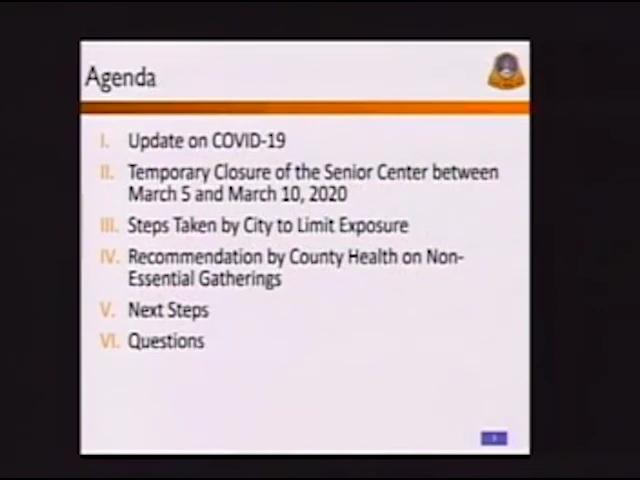 Agenda
I. Update on COVID-19
II. Temporary Closure of the Senior Center between
March 5 and March 10, 2020
III. Steps Taken by City to Limit Exposure
IV. Recommendation by County Health on Non-
Essential Gatherings
V. Next Steps
VI. Questions